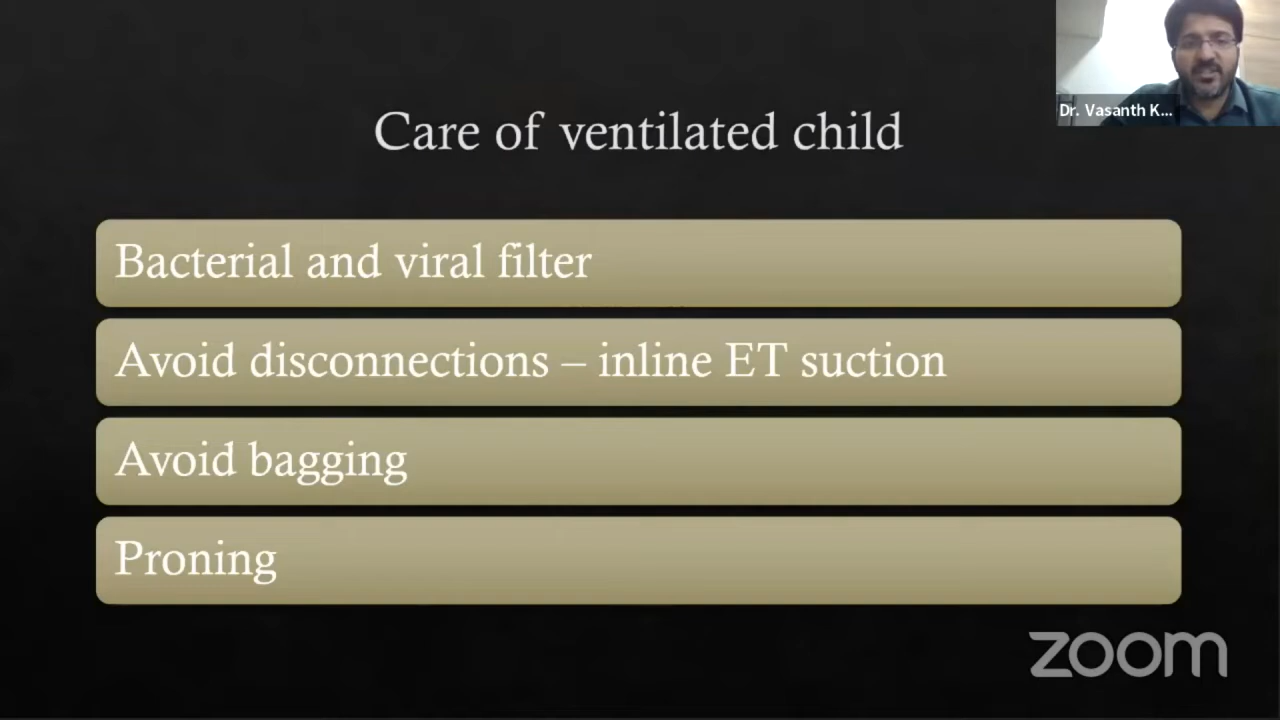 Dr. Vasanth K...
Care of ventilated child
Bacterial and viral filter
Avoid disconnections – inline ET suction
Avoid bagging
Proning
zoom